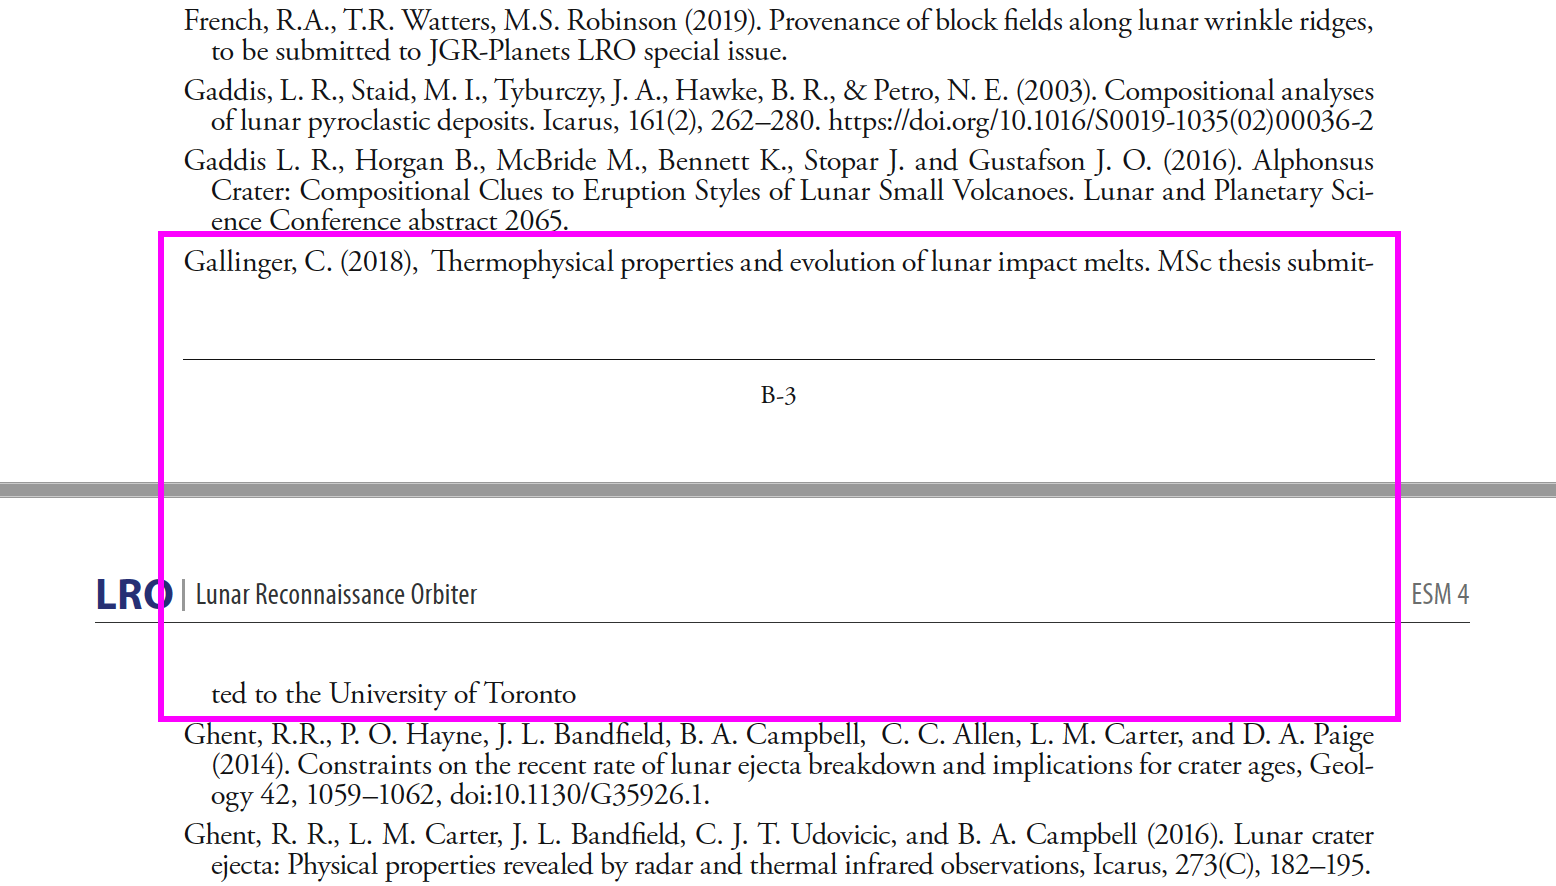 French, R.A., T.R. Watters, M.S. Robinson (2019). Provenance of block fields along lunar wrinkle ridges,
to be submitted to JGR-Planets LRO special issue.
Gaddis, L. R., Staid, M. I., Tyburczy, J. A., Hawke, B. R., & Petro, N. E. (2003). Compositional analyses
of lunar pyroclastic deposits. Icarus, 161(2), 262–280. https://doi.org/10.1016/S0019-1035(02)00036-2
Gaddis L. R., Horgan B., McBride M., Bennett K., Stopar J. and Gustafson J. O. (2016). Alphonsus
Crater: Compositional Clues to Eruption Styles of Lunar Small Volcanoes. Lunar and Planetary Sci-
ence Conference abstract 2065.
Gallinger, C. (2018), Thermophysical properties and evolution of lunar impact melts. MSc thesis submit-
B-3
LRO | Lunar Reconnaissance Orbiter
ESM 4
ted to the University of Toronto
Ghent, R.R., P. O. Hayne, J. L. Bandfield, B. A. Campbell, C. C. Allen, L. M. Carter, and D. A. Paige
(2014). Constraints on the recent rate of lunar ejecta breakdown and implications for crater ages, Geol-
ogy 42, 1059–1062, doi:10.1130/G35926.1.
Ghent, R. R., L. M. Carter, J. L. Bandfield, C. J. T. Udovicic, and B. A. Campbell (2016). Lunar crater
ejecta: Physical properties revealed by radar and thermal infrared observations, Icarus, 273(C), 182–195.